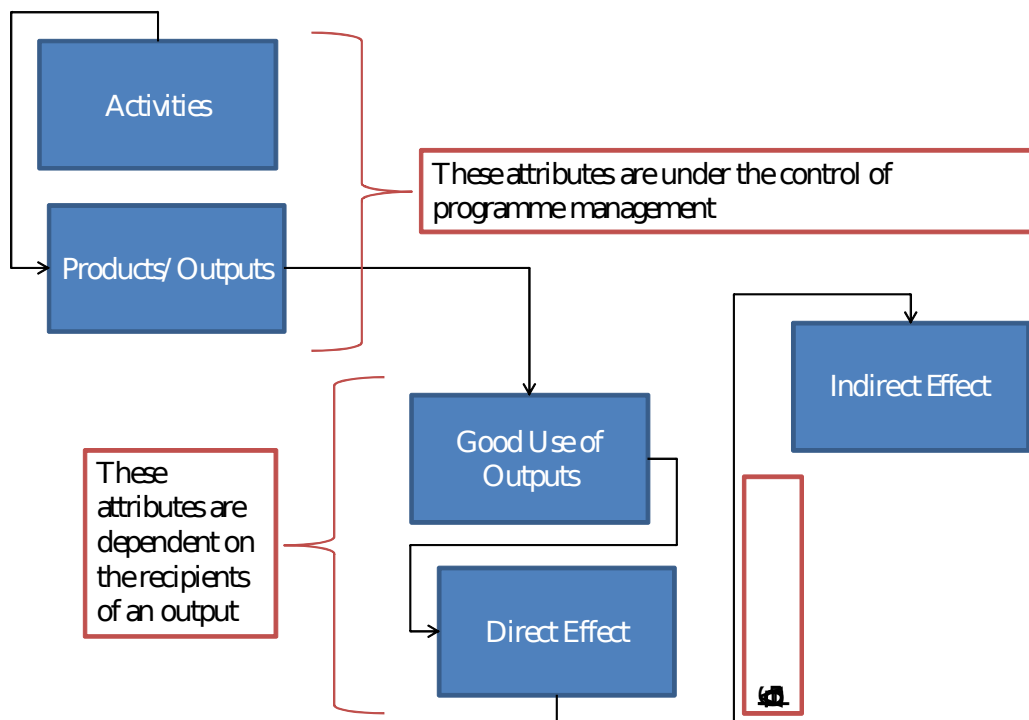 Activities
These attributes are under the control of
programme management
Products/ Outputs
Indirect Effect
Good Use of
Outputs
These
attributes are
dependent on
the recipients
of an output
Direct Effect